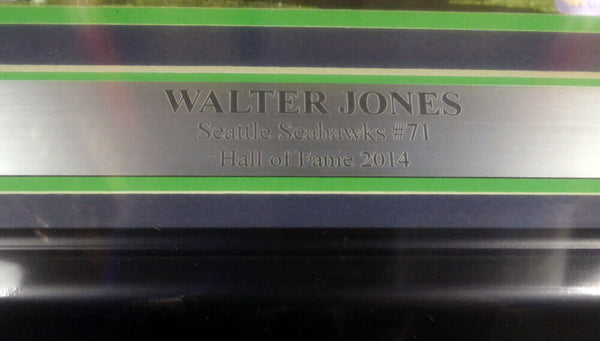 WALTER JONES
Seattle Seahawks #71
Hall of Fame 2014